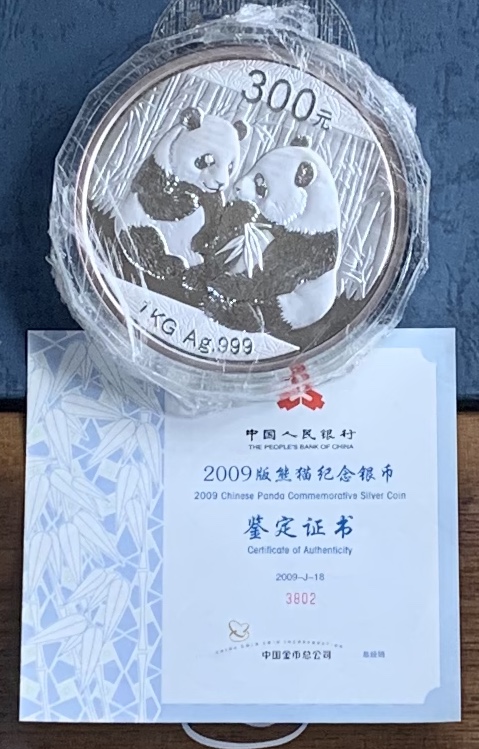 300元
1KG Ag.999
中国人民银行
THE PEOPLE'S BANK OF CHINA
2009版熊猫纪念银币
2009 Chinese Panda Commemorative Silver Coin
鉴定证书
Certificate of Authenticity
2009-J-18
3802
中国金币总公司